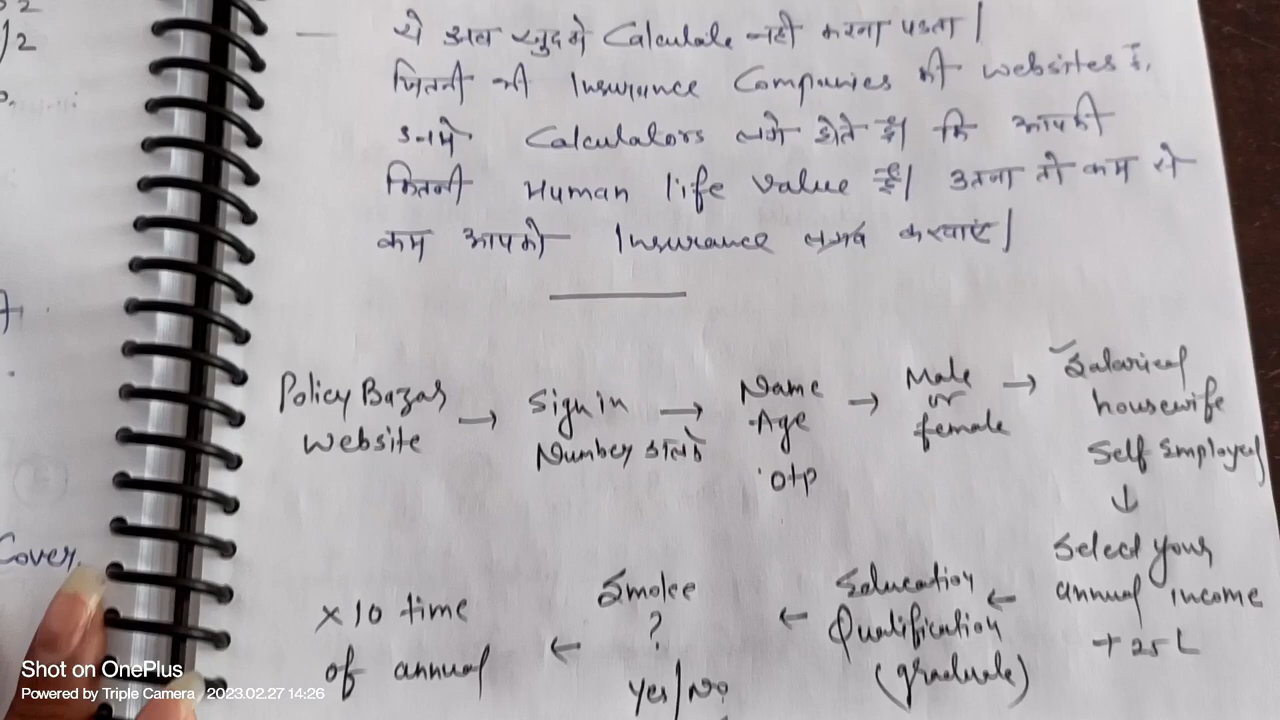 ये अब खुद से Calculate नही करना पडता|
जितनी भी Insurance Companies की websites है,
उनमे Calculators लगे होते है| कि आपकी
कितनी Human life Value है| उतना तो कम से
कम आपको Insurance करवाएं|
Policy Bazar
Website
→
Sign in
Number डालके
→
Name
Age
Otp
→
Male
or
female
→
Salaried
housewife
Self Employed
↓
Select your
annual income
+25 L
←
Education
Qualification
(graduate)
←
Smoke
?
Yes/No
←
x10 time
of annual
Cover
Shot on OnePlus
Powered by Triple Camera 2023.02.27 14:26